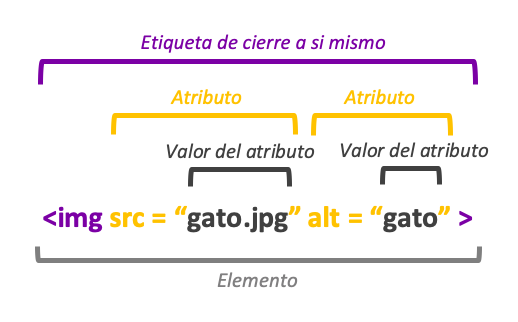 Etiqueta de cierre a si mismo
Atributo Atributo
Valor del atributo Valor del atributo
<img src = “gato.jpg” alt = “gato” >
Elemento